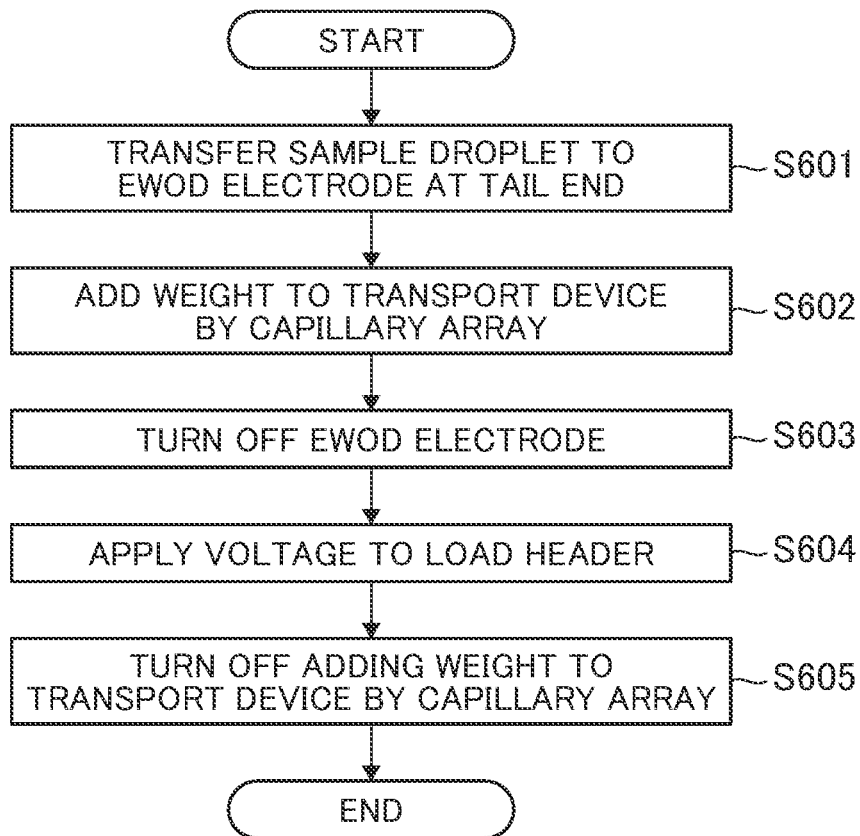 START
TRANSFER SAMPLE DROPLET TO
EWOD ELECTRODE AT TAIL END
S601
ADD WEIGHT TO TRANSPORT DEVICE
BY CAPILLARY ARRAY
S602
TURN OFF EWOD ELECTRODE
S603
APPLY VOLTAGE TO LOAD HEADER
S604
TURN OFF ADDING WEIGHT TO
TRANSPORT DEVICE BY CAPILLARY ARRAY
S605
END